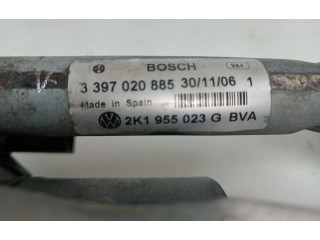 BOSCH
3 397 020 885 30/11/06 1
Made in Spain
2K1 955 023 G BVA